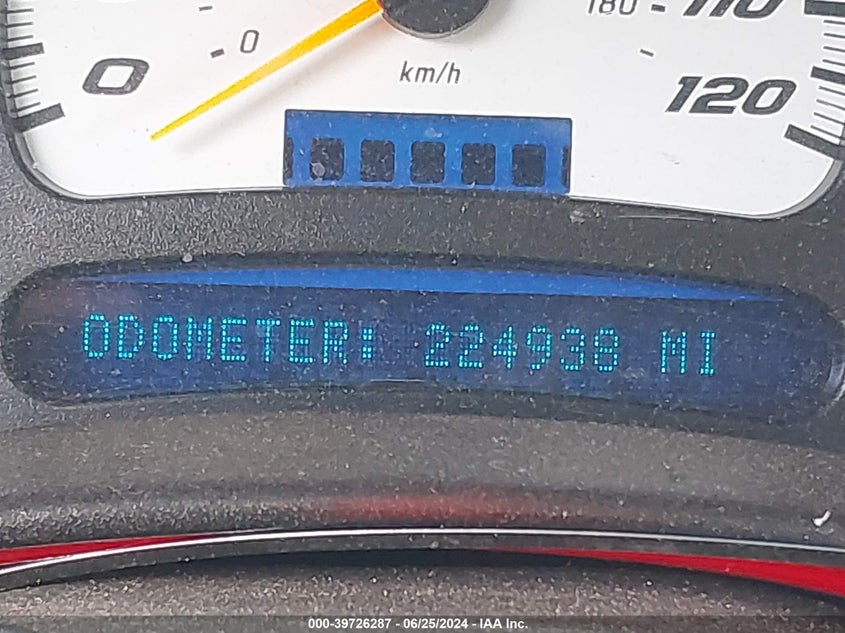 180 110
0
km/h
0 120
ODOMETER: 224938 MI
000-39726287 - 06/25/2024 - IAA Inc.